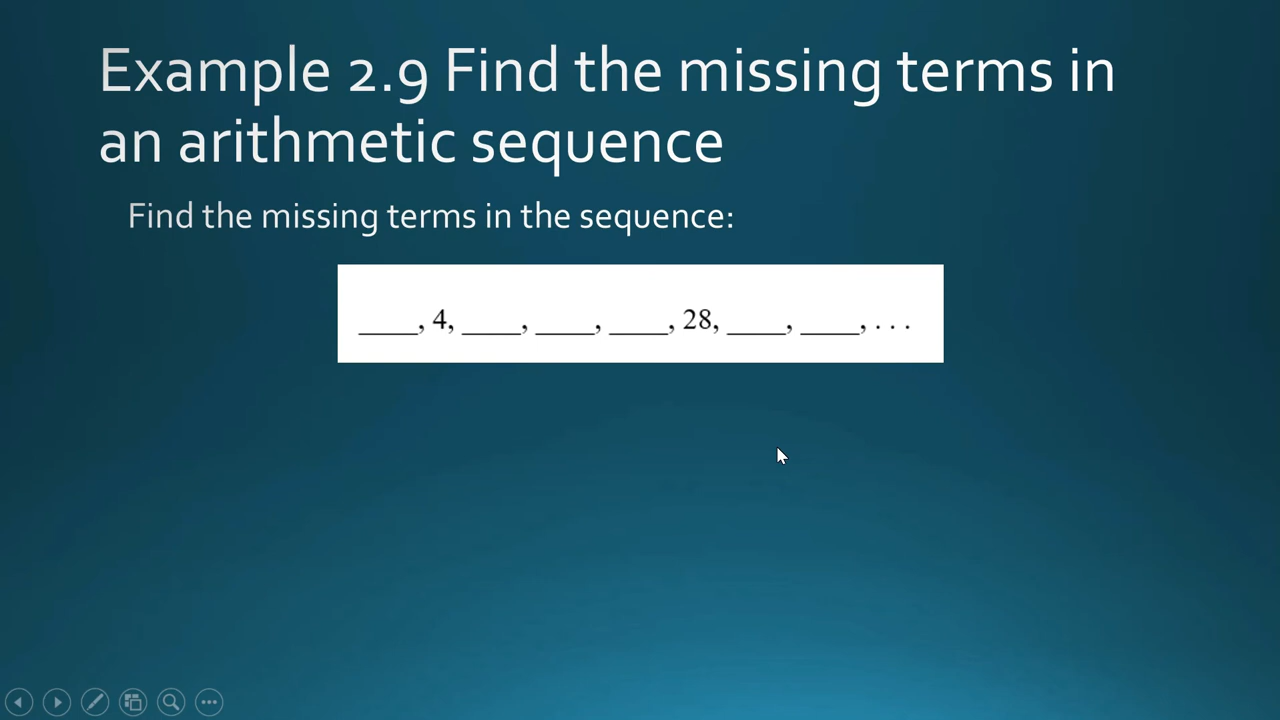 Example 2.9 Find the missing terms in
an arithmetic sequence
Find the missing terms in the sequence:
____, 4, ____, ____, ____, 28, ____, ____, . . .